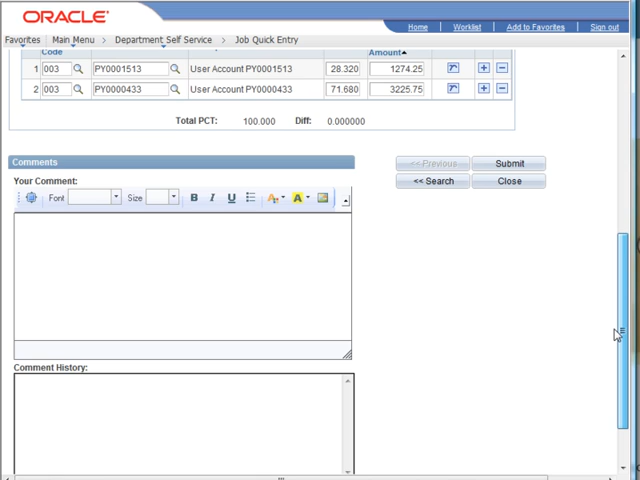 ORACLE
Home Worklist Add to Favorites Sign out
Favorites Main Menu > Department Self Service > Job Quick Entry
Code Amount
1 003 PY0001513 User Account PY0001513 28.320 1274.25
2 003 PY0000433 User Account PY0000433 71.680 3225.75
Total PCT: 100.000 Diff: 0.000000
Comments << Previous Submit
Your Comment: << Search Close
Font Size B I U A
Comment History: